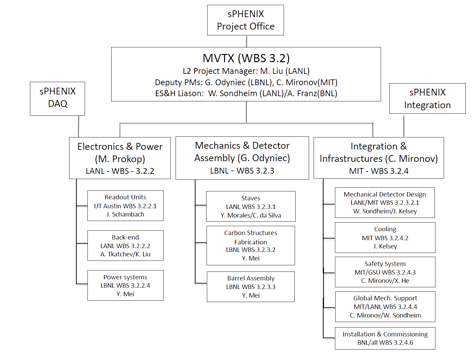 sPHENIX
Project Office
MVTX (WBS 3.2)
L2 Project Manager: M. Liu (LANL)
Deputy PMs: G. Odyniec (LBNL), C. Mironov(MIT)
ES&H Liason: W. Sondheim (LANL)/A. Franz(BNL)
sPHENIX
DAQ
sPHENIX
Integration
Electronics & Power
(M. Prokop)
LANL - WBS - 3.2.2
Mechanics & Detector
Assembly (G. Odyniec)
LBNL - WBS 3.2.3
Integration &
Infrastructures (C. Mironov)
MIT - WBS 3.2.4
Readout Units
UT Austin WBS 3.2.2.1
J. Schambach
Back-end
LANL WBS 3.2.2.2
A. Tkatchev/K. Liu
Power systems
LBNL WBS 3.2.2.4
Y. Mei
Staves
LANL WBS 3.2.3.1
Y. Morales/C. da Silva
Carbon Structures
Fabrication
LBNL WBS 3.2.3.2
Y. Mei
Barrel Assembly
LBNL WBS 3.2.3.3
Y. Mei
Mechanical Detector Design
LANL/MIT WBS 3.2.3.2.1
W. Sondheim/J. Kelsey
Cooling
MIT WBS 3.2.4.2
J. Kelsey
Safety System
MIT/GSU WBS 3.2.4.3
C. Mironov/X. He
Global Mech. Support
MIT/LANL WBS 3.2.4.4
C. Mironov/W. Sondheim
Installation & Commissioning
BNL/all WBS 3.2.4.6